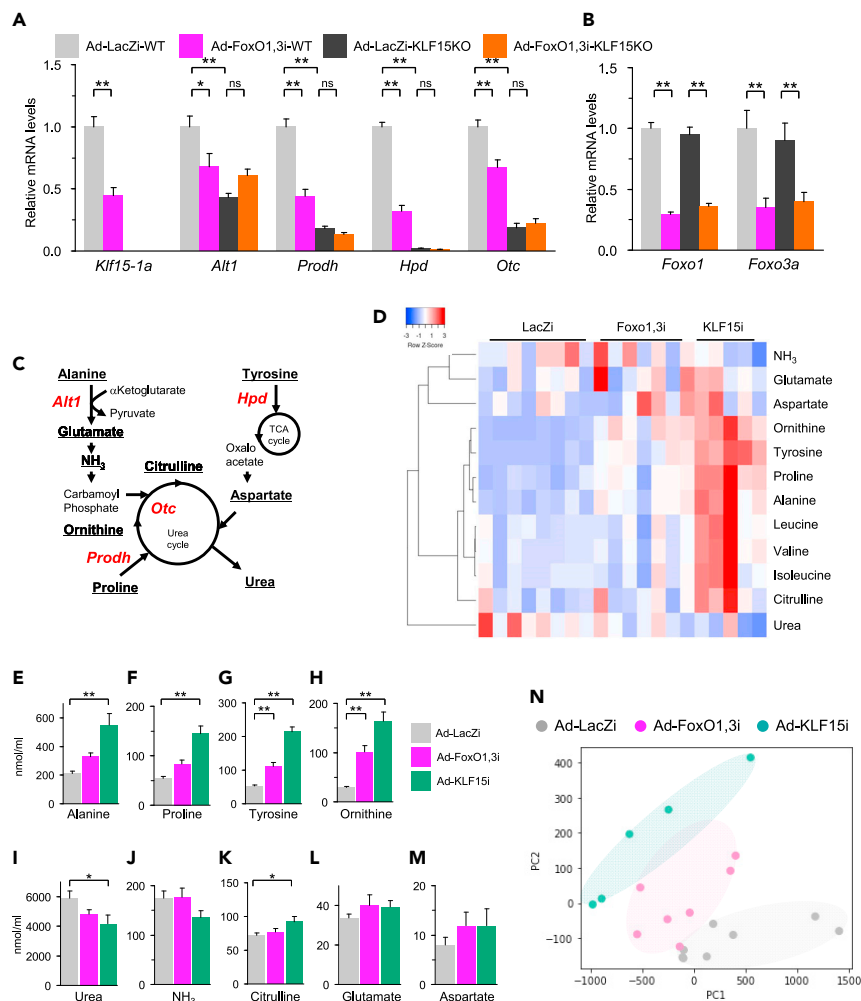 A
B
Ad-LacZi-WT Ad-FoxO1,3i-WT Ad-LacZi-KLF15KO Ad-FoxO1,3i-KLF15KO
Relative mRNA levels
1.5
1.0
0.5
0.0
**
** * ns
** ** ns
** ** ns
** ** ns
Klf15-1a Alt1 Prodh Hpd Otc
Relative mRNA levels
1.5
1.0
0.5
0.0
** ** ** **
Foxo1 Foxo3a
C
Alanine
Alt1
αKetoglutarate
Pyruvate
Glutamate
NH3
Carbamoyl
Phosphate
Ornithine
Prodh
Proline
Citrulline
Otc
Urea
cycle
Urea
Tyrosine
Hpd
TCA
cycle
Oxalo
acetate
Aspartate
D
-3 -1 1 3
Row Z-Score
LacZi Foxo1,3i KLF15i
NH3
Glutamate
Aspartate
Ornithine
Tyrosine
Proline
Alanine
Leucine
Valine
Isoleucine
Citrulline
Urea
E F G H
nmol/ml
600
400
200
0
**
Alanine
200
100
0
**
Proline
300
200
100
0
**
**
Tyrosine
200
100
0
**
**
Ornithine
Ad-LacZi
Ad-FoxO1,3i
Ad-KLF15i
I J K L M
nmol/ml
6000
4000
2000
0
*
Urea
200
100
0
NH3
150
100
50
0
*
Citrulline
60
40
20
0
Glutamate
20
10
0
Aspartate
N
Ad-LacZi Ad-FoxO1,3i Ad-KLF15i
PC2
400
300
200
100
0
−100
−1000 −500 0 500 1000 1500
PC1